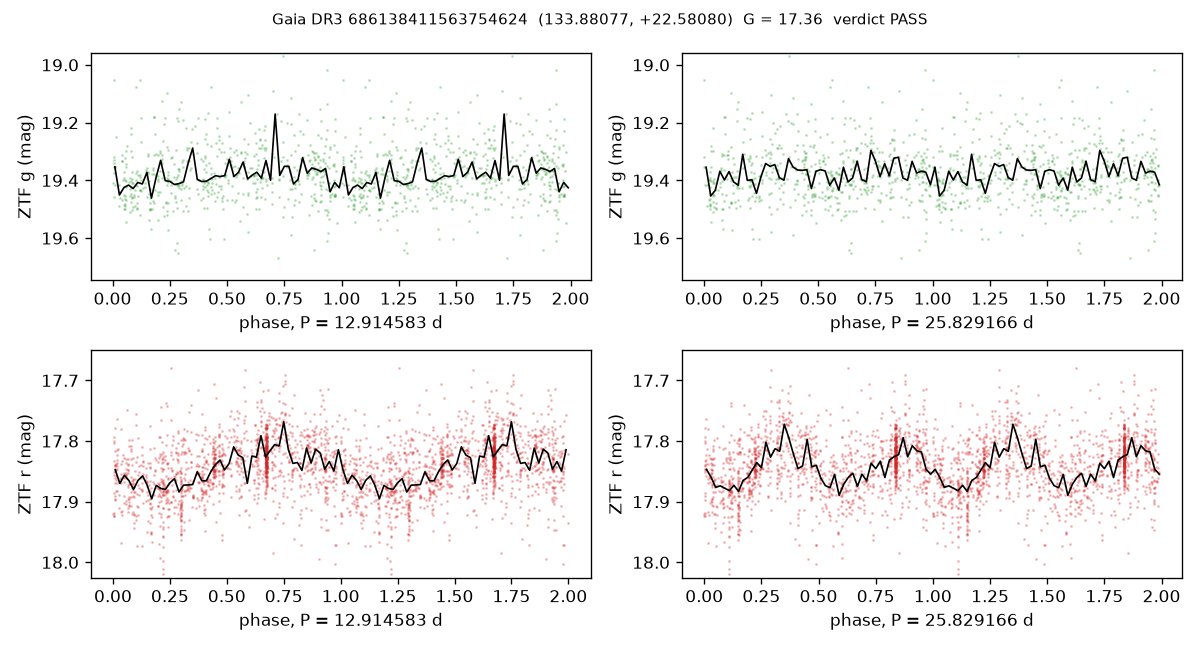 Gaia DR3 686138411563754624 (133.88077, +22.58080) G = 17.36 verdict PASS
ZTF g (mag)
19.0
19.2
19.4
19.6
0.00 0.25 0.50 0.75 1.00 1.25 1.50 1.75 2.00
phase, P = 12.914583 d
ZTF g (mag)
19.0
19.2
19.4
19.6
0.00 0.25 0.50 0.75 1.00 1.25 1.50 1.75 2.00
phase, P = 25.829166 d
ZTF r (mag)
17.7
17.8
17.9
18.0
0.00 0.25 0.50 0.75 1.00 1.25 1.50 1.75 2.00
phase, P = 12.914583 d
ZTF r (mag)
17.7
17.8
17.9
18.0
0.00 0.25 0.50 0.75 1.00 1.25 1.50 1.75 2.00
phase, P = 25.829166 d